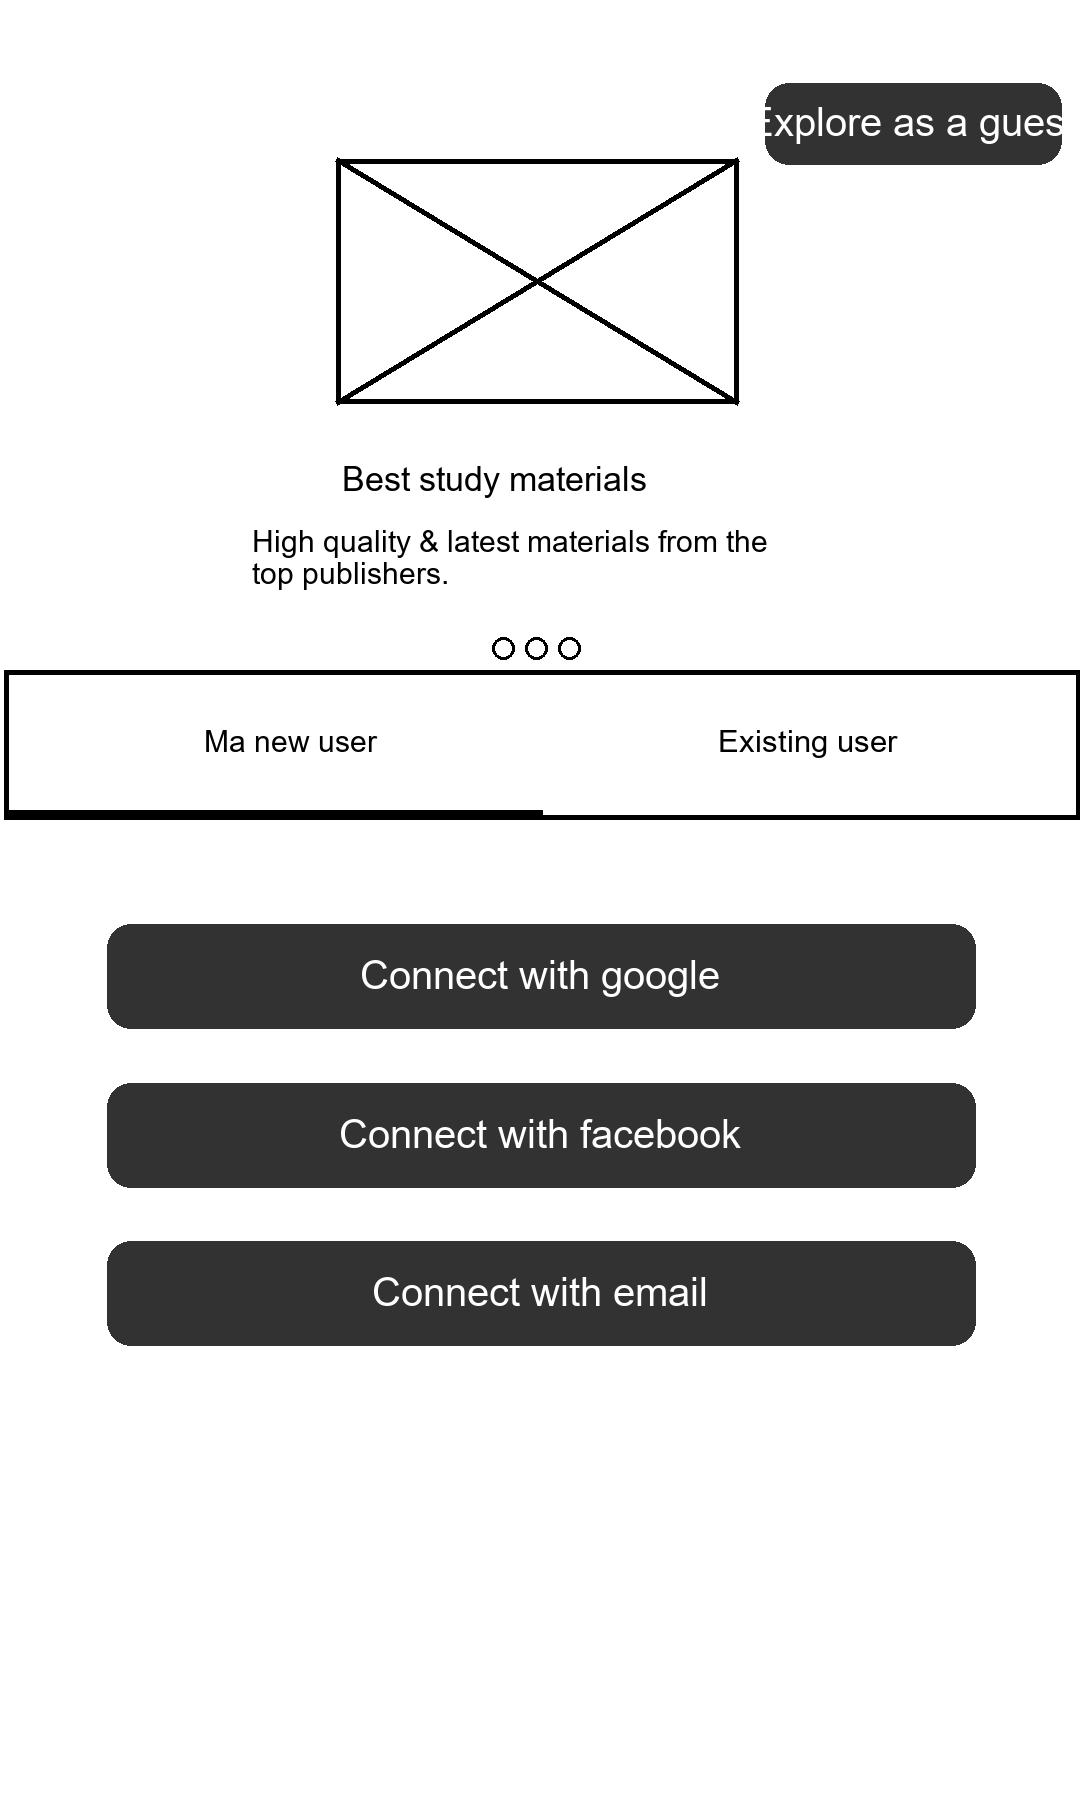 Explore as a gues
Best study materials
High quality & latest materials from the
top publishers.
Ma new user
Existing user
Connect with google
Connect with facebook
Connect with email